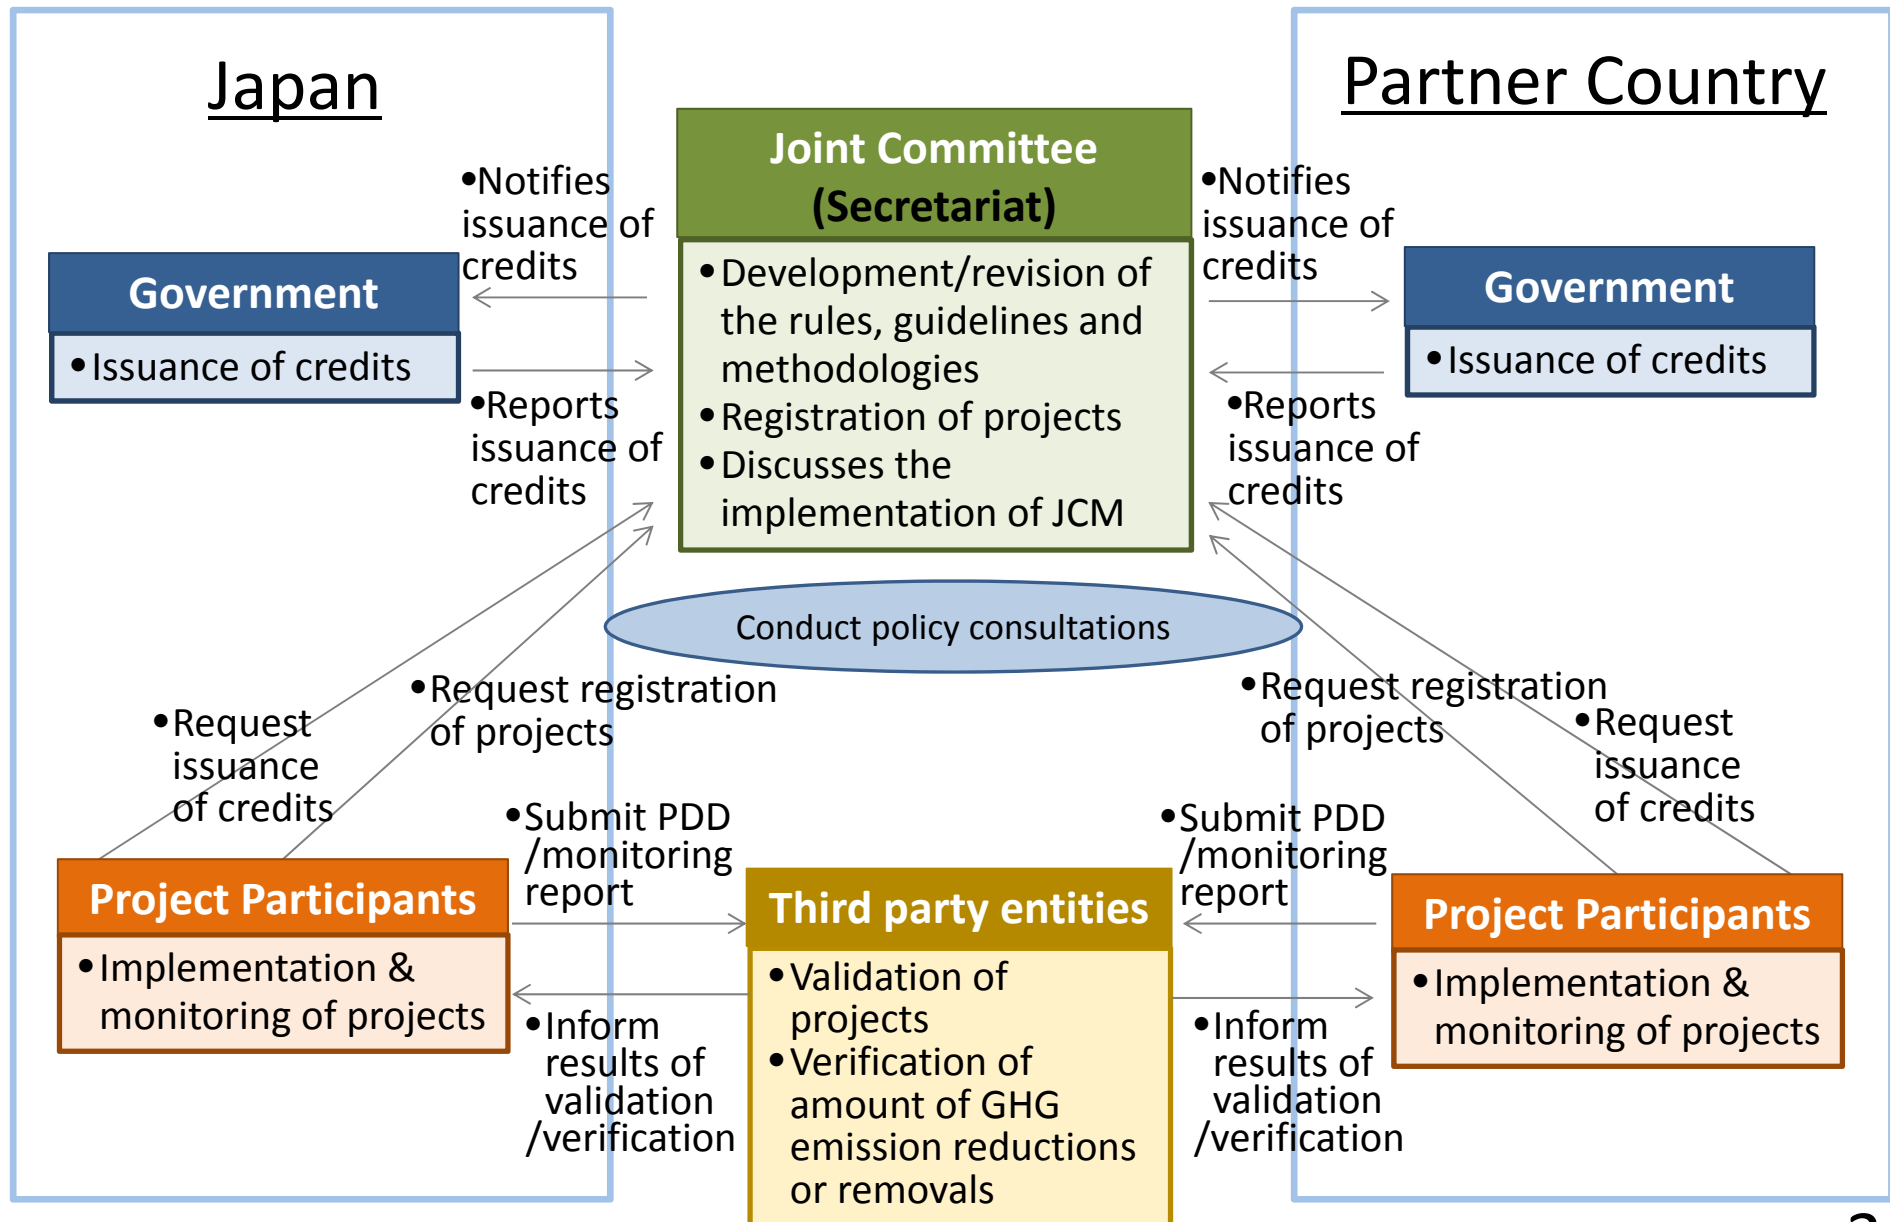 Japan
Partner Country
Joint Committee
(Secretariat)
•Notifies
issuance of
credits
•Notifies
issuance of
credits
Government
• Issuance of credits
• Development/revision of
the rules, guidelines and
methodologies
• Registration of projects
• Discusses the
implementation of JCM
Government
• Issuance of credits
•Reports
issuance of
credits
•Reports
issuance of
credits
Conduct policy consultations
•Request registration
of projects
•Request
issuance
of credits
•Request registration
of projects
•Request
issuance
of credits
•Submit PDD
/monitoring
report
•Submit PDD
/monitoring
report
Project Participants
• Implementation &
monitoring of projects
Third party entities
• Validation of
projects
• Verification of
amount of GHG
emission reductions
or removals
Project Participants
• Implementation &
monitoring of projects
•Inform
results of
validation
/verification
•Inform
results of
validation
/verification